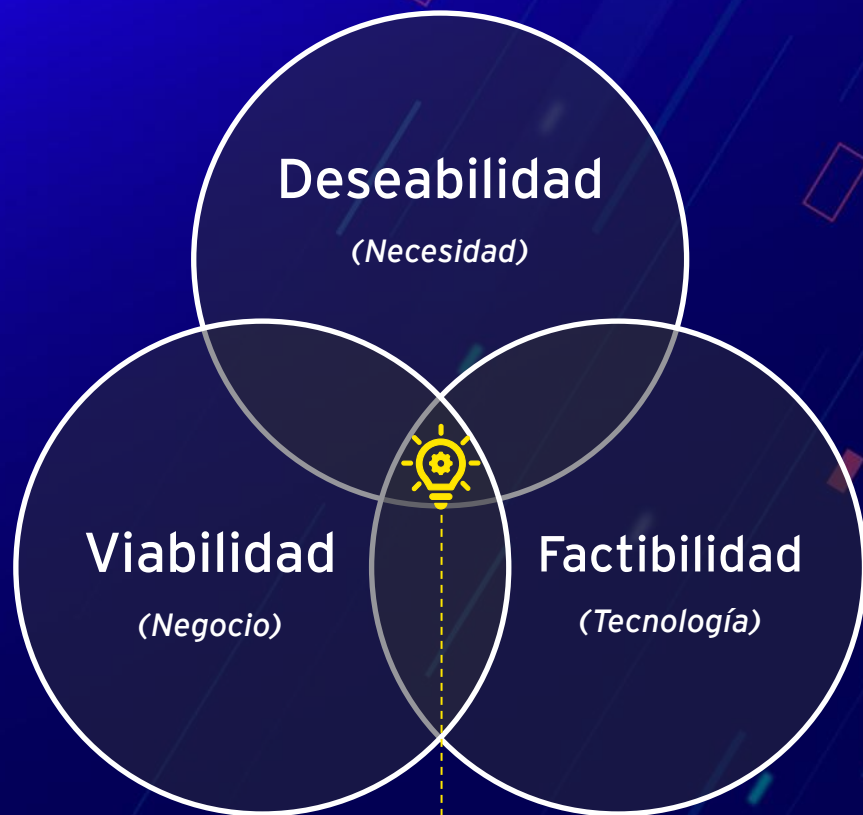 Deseabilidad
(Necesidad)
Viabilidad
(Negocio)
Factibilidad
(Tecnología)